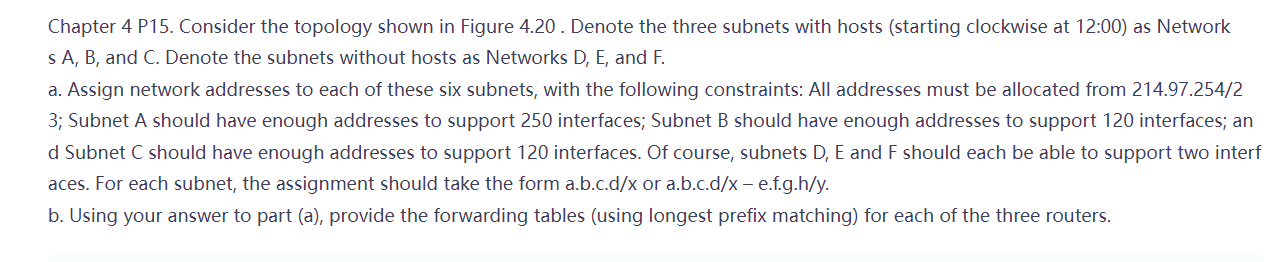 Chapter 4 P15. Consider the topology shown in Figure 4.20 . Denote the three subnets with hosts (starting clockwise at 12:00) as Network
s A, B, and C. Denote the subnets without hosts as Networks D, E, and F.
a. Assign network addresses to each of these six subnets, with the following constraints: All addresses must be allocated from 214.97.254/2
3; Subnet A should have enough addresses to support 250 interfaces; Subnet B should have enough addresses to support 120 interfaces; an
d Subnet C should have enough addresses to support 120 interfaces. Of course, subnets D, E and F should each be able to support two interf
aces. For each subnet, the assignment should take the form a.b.c.d/x or a.b.c.d/x – e.f.g.h/y.
b. Using your answer to part (a), provide the forwarding tables (using longest prefix matching) for each of the three routers.